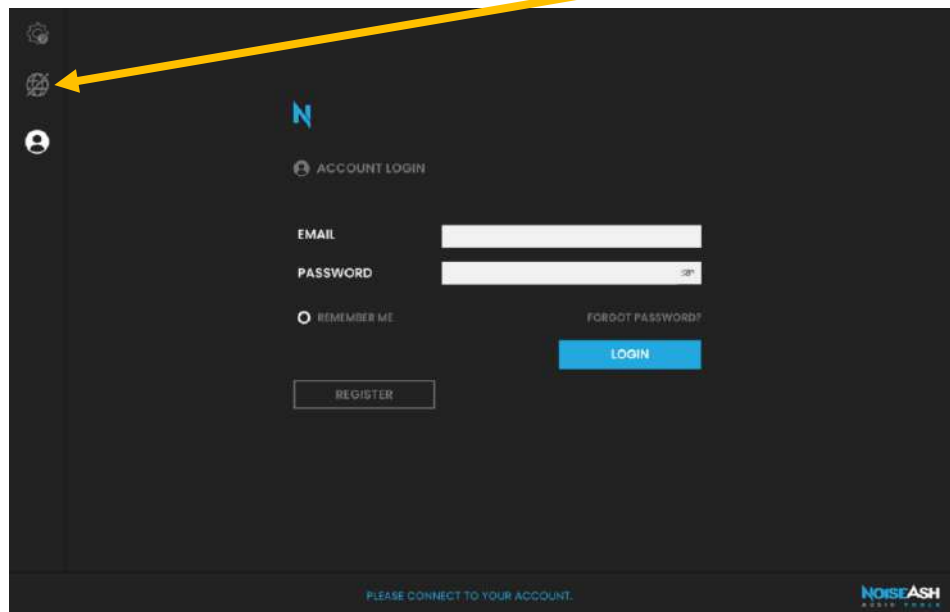 ACCOUNT LOGIN
EMAIL
PASSWORD
REMEMBER ME
FORGOT PASSWORD?
LOGIN
REGISTER
PLEASE CONNECT TO YOUR ACCOUNT.
NOISEASH